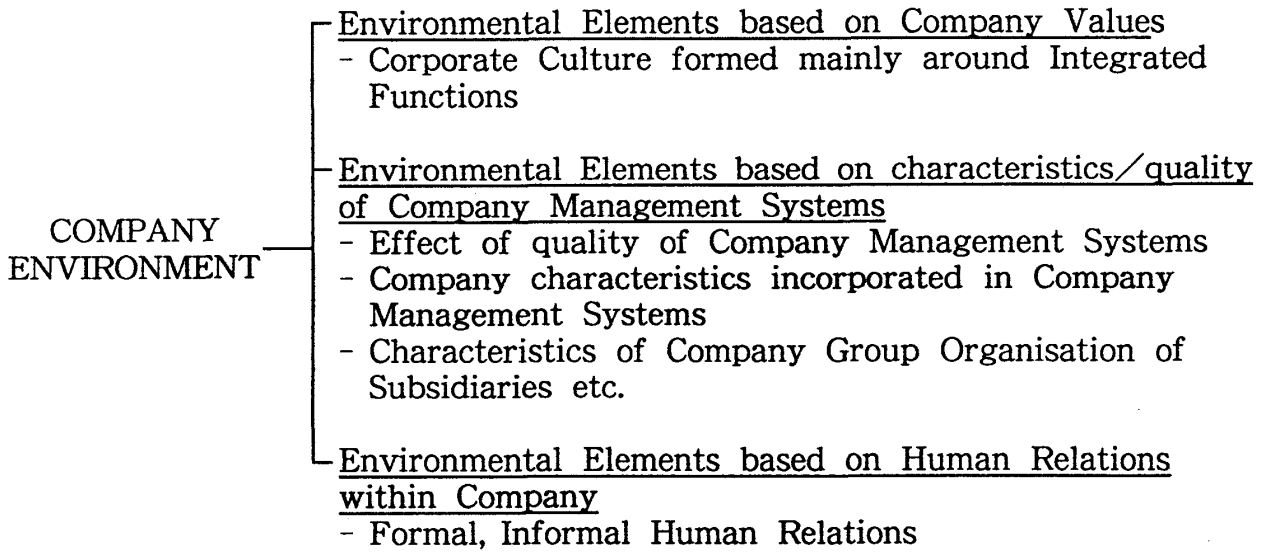 Environmental Elements based on Company Values
- Corporate Culture formed mainly around Integrated
Functions
Environmental Elements based on characteristics/quality
of Company Management Systems
- Effect of quality of Company Management Systems
- Company characteristics incorporated in Company
Management Systems
- Characteristics of Company Group Organisation of
Subsidiaries etc.
COMPANY
ENVIRONMENT
Environmental Elements based on Human Relations
within Company
- Formal, Informal Human Relations